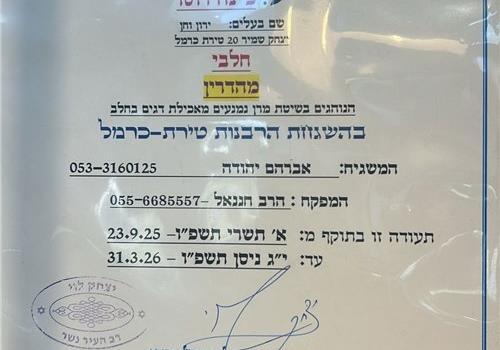 שם בעלים: ירון וחן
יצחק שמיר 20 טירת כרמל
חלבי
מהדרין
הנוהגים בשיטת מרן נמנעים מאכילת דגים בחלב
בהשגחת הרבנות טירת-כרמל
המשגיח: אברהם יהודה 053-3160125
המפקח: הרב חננאל -055-6685557
תעודה זו בתוקף מ: א' תשרי תשפ"ו- 23.9.25
עד: י"ג ניסן תשפ"ו - 31.3.26
יצחק לוי
רב העיר נשר